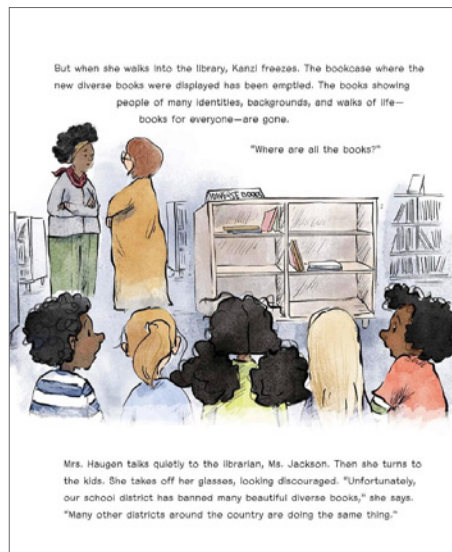 But when she walks into the library, Kanzi freezes. The bookcase where the
new diverse books were displayed has been emptied. The books showing
people of many identities, backgrounds, and walks of life—
books for everyone—are gone.
"Where are all the books?"
DIVERSE BOOKS
Mrs. Haugen talks quietly to the librarian, Ms. Jackson. Then she turns to
the kids. She takes off her glasses, looking discouraged. "Unfortunately,
our school district has banned many beautiful diverse books," she says.
"Many other districts around the country are doing the same thing."